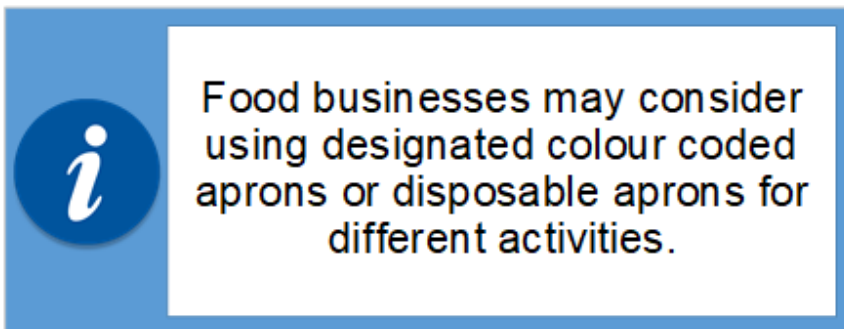 Food businesses may consider
using designated colour coded
aprons or disposable aprons for
different activities.